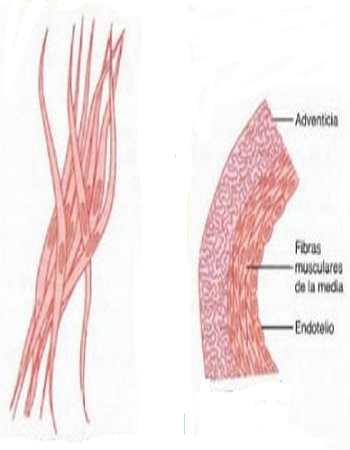 Adventicia
Fibras
musculares
de la media
Endotelio